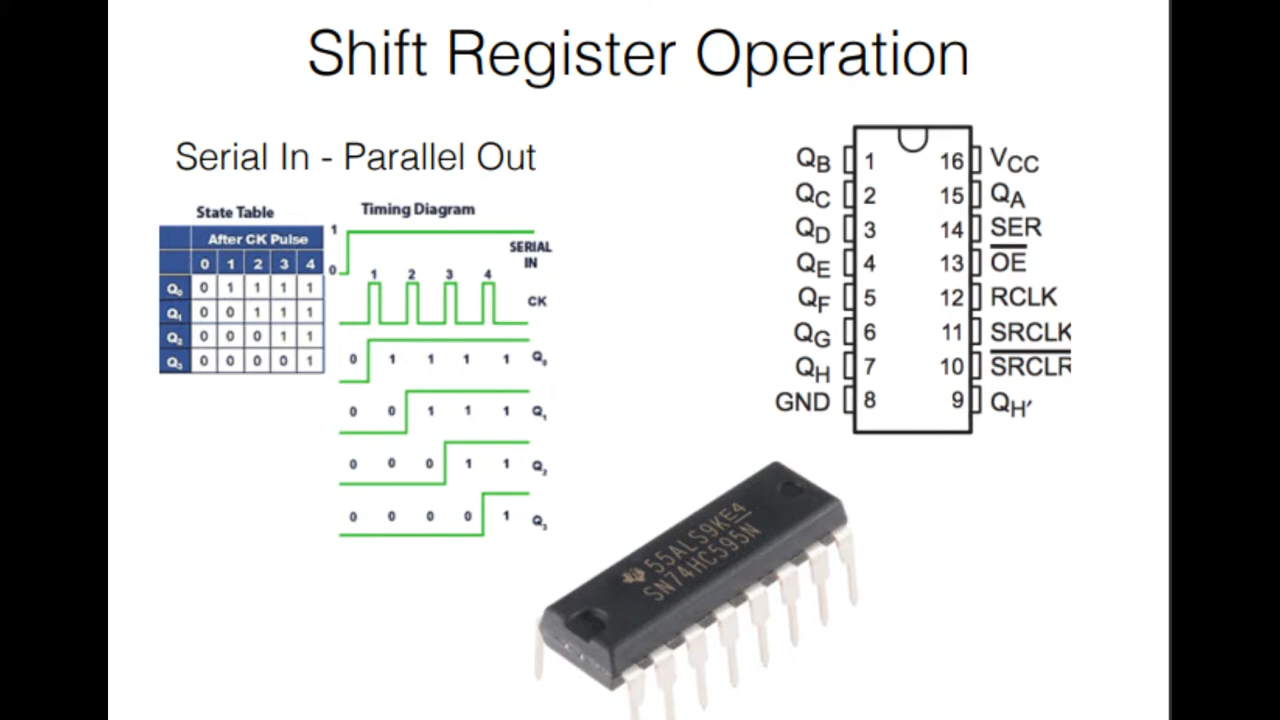 Shift Register Operation
Serial In - Parallel Out
State Table
After CK Pulse
0 1 2 3 4
Q₀ 0 1 1 1 1
Q₁ 0 0 1 1 1
Q₂ 0 0 0 1 1
Q₃ 0 0 0 0 1
Timing Diagram
1
0
SERIAL
IN
1 2 3 4
CK
0 1 1 1 1 Q₀
0 0 1 1 1 Q₁
0 0 0 1 1 Q₂
0 0 0 0 1 Q₃
QB 1 16 VCC
QC 2 15 QA
QD 3 14 SER
QE 4 13 O̅E̅
QF 5 12 RCLK
QG 6 11 SRCLK
QH 7 10 S̅R̅C̅L̅R̅
GND 8 9 QH′
55ALS9KE4
SN74HC595N